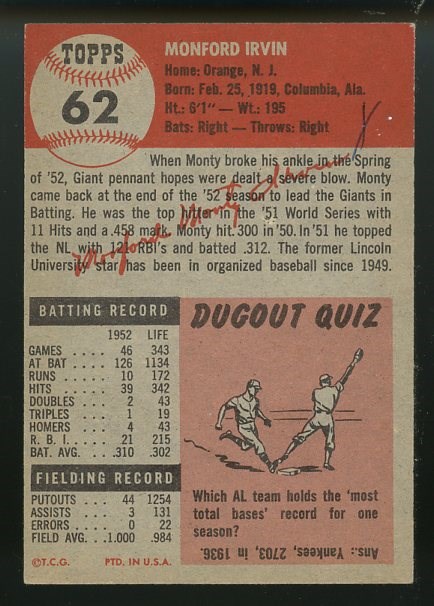 TOPPS
62
MONFORD IRVIN
Home: Orange, N. J.
Born: Feb. 25, 1919, Columbia, Ala.
Ht.: 6'1" — Wt.: 195
Bats: Right — Throws: Right
When Monty broke his ankle in the Spring
of '52, Giant pennant hopes were dealt a severe blow. Monty
came back at the end of the '52 season to lead the Giants in
Batting. He was the top hitter in the '51 World Series with
11 Hits and a .458 mark. Monty hit .300 in '50. In '51 he topped
the NL with 121 RBI's and batted .312. The former Lincoln
University star has been in organized baseball since 1949.
Monford Monty Irvin
BATTING RECORD
1952 LIFE
GAMES .... 46 343
AT BAT .... 126 1134
RUNS .... 10 172
HITS .... 39 342
DOUBLES ... 2 43
TRIPLES ... 1 19
HOMERS ... 4 43
R. B. I. .... 21 215
BAT. AVG. ... .310 .302
FIELDING RECORD
PUTOUTS .. 44 1254
ASSISTS ... 3 131
ERRORS .... 0 22
FIELD AVG. ..1.000 .984
©T.C.G. PTD. IN U.S.A.
DUGOUT QUIZ
Which AL team holds the 'most
total bases' record for one
season?
Ans.: Yankees, 2703, in 1936.